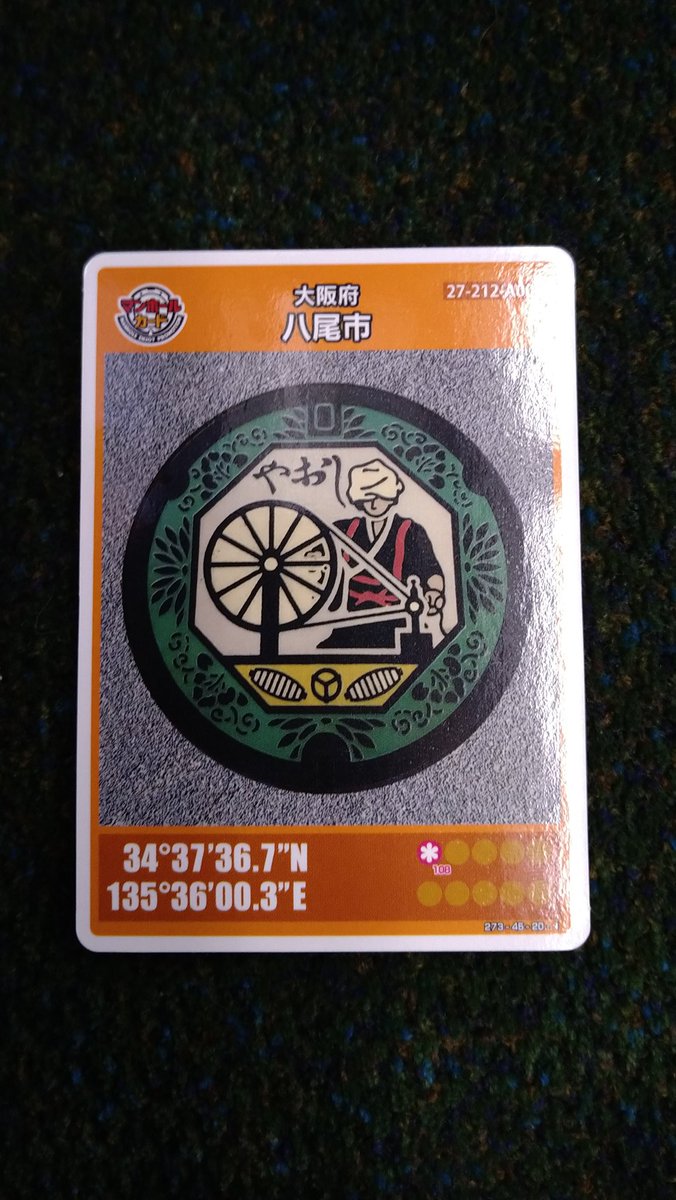 マンホール
カード
大阪府
八尾市
27-212-A0
やおし
34°37'36.7"N
135°36'00.3"E
108
273-45-20